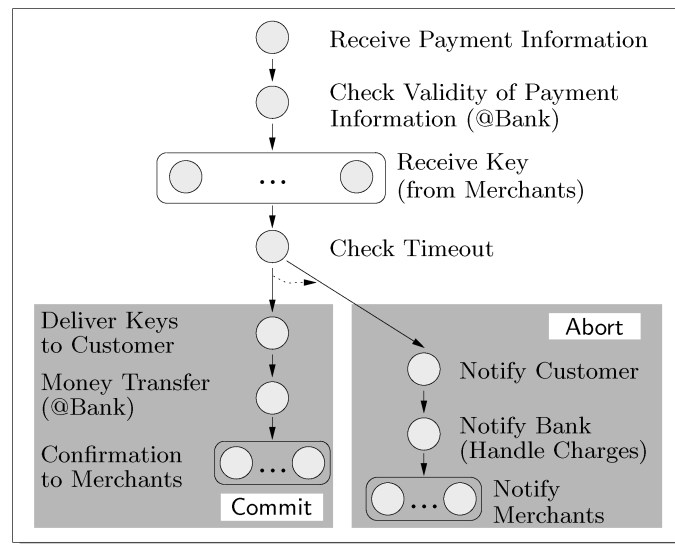 Receive Payment Information
Check Validity of Payment
Information (@Bank)
...
Receive Key
(from Merchants)
Check Timeout
Deliver Keys
to Customer
Money Transfer
(@Bank)
Confirmation
to Merchants
...
Commit
Abort
Notify Customer
Notify Bank
(Handle Charges)
...
Notify
Merchants